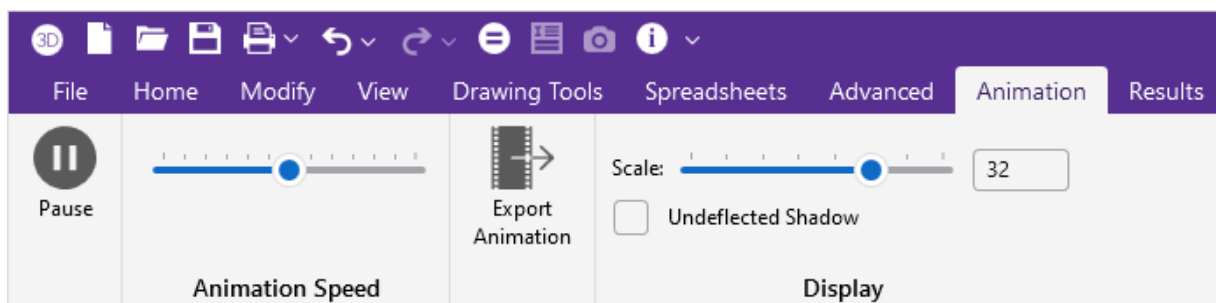 3D
File Home Modify View Drawing Tools Spreadsheets Advanced Animation Results
Scale: 32
Pause
Export
Animation
Undeflected Shadow
Animation Speed
Display